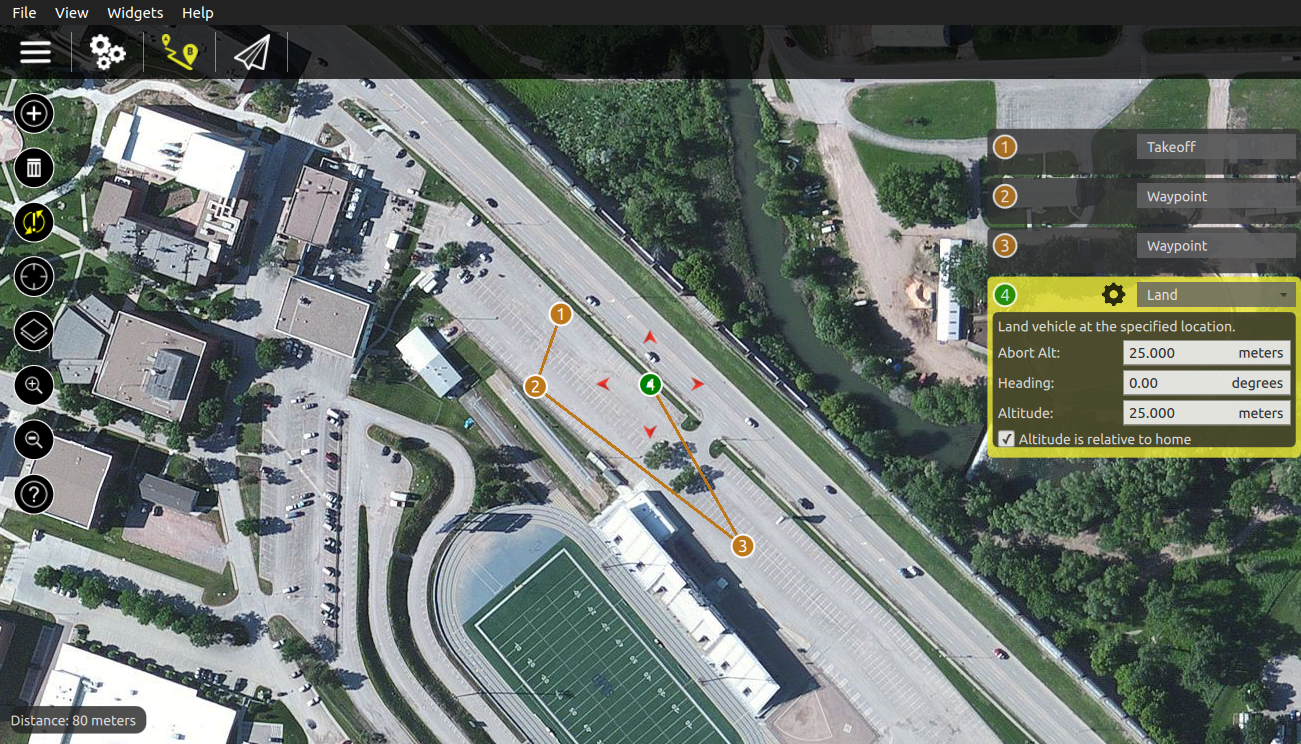 File View Widgets Help
A
B
1 Takeoff
2 Waypoint
3 Waypoint
4 Land
Land vehicle at the specified location.
Abort Alt: 25.000 meters
Heading: 0.00 degrees
Altitude: 25.000 meters
Altitude is relative to home
1
2
4
3
?
Distance: 80 meters